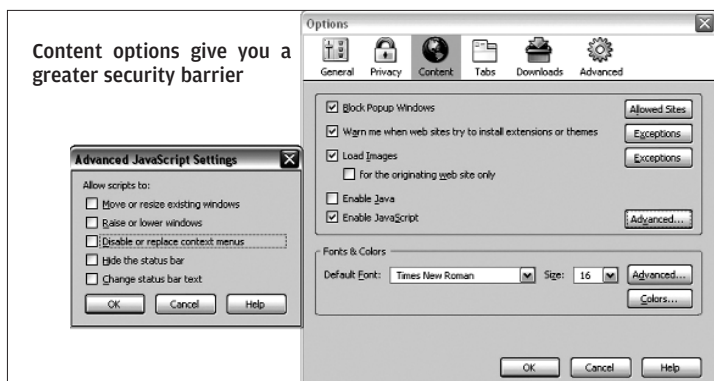 Content options give you a
greater security barrier
Options
General Privacy Content Tabs Downloads Advanced
Block Popup Windows
Allowed Sites
Warn me when web sites try to install extensions or themes
Exceptions
Load Images
Exceptions
for the originating web site only
Enable Java
Enable JavaScript
Advanced...
Fonts & Colors
Default Font: Times New Roman Size: 16 Advanced...
Colors...
OK Cancel Help
Advanced JavaScript Settings
Allow scripts to:
Move or resize existing windows
Raise or lower windows
Disable or replace context menus
Hide the status bar
Change status bar text
OK Cancel Help